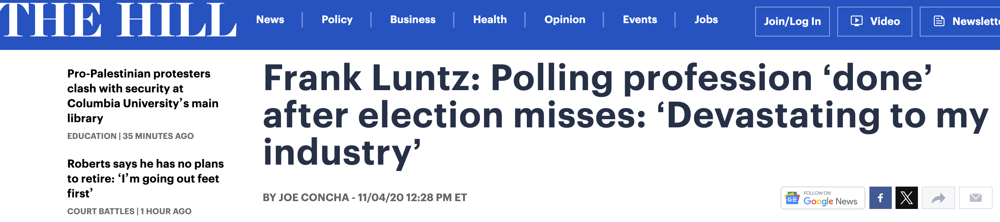 THE HILL
News
Policy
Business
Health
Opinion
Events
Jobs
Join/Log In
Video
Pro-Palestinian protesters
clash with security at
Columbia University's main
library
EDUCATION | 35 MINUTES AGO
Roberts says he has no plans
to retire: ‘I’m going out feet
first’
COURT BATTLES | 1 HOUR AGO
Frank Luntz: Polling profession ‘done’
after election misses: ‘Devastating to my
industry’
BY JOE CONCHA - 11/04/20 12:28 PM ET
FOLLOW ON
Google News